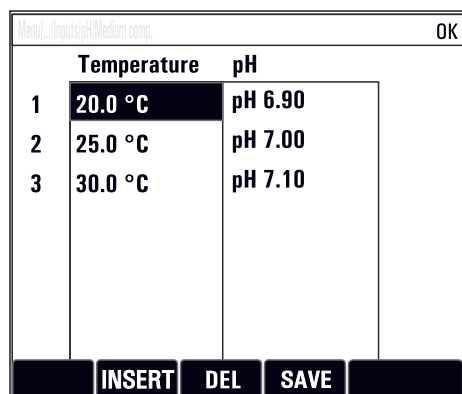 Menu/.../Inputs/pH/Medium comp. OK
Temperature pH
1 20.0 °C pH 6.90
2 25.0 °C pH 7.00
3 30.0 °C pH 7.10
INSERT DEL SAVE